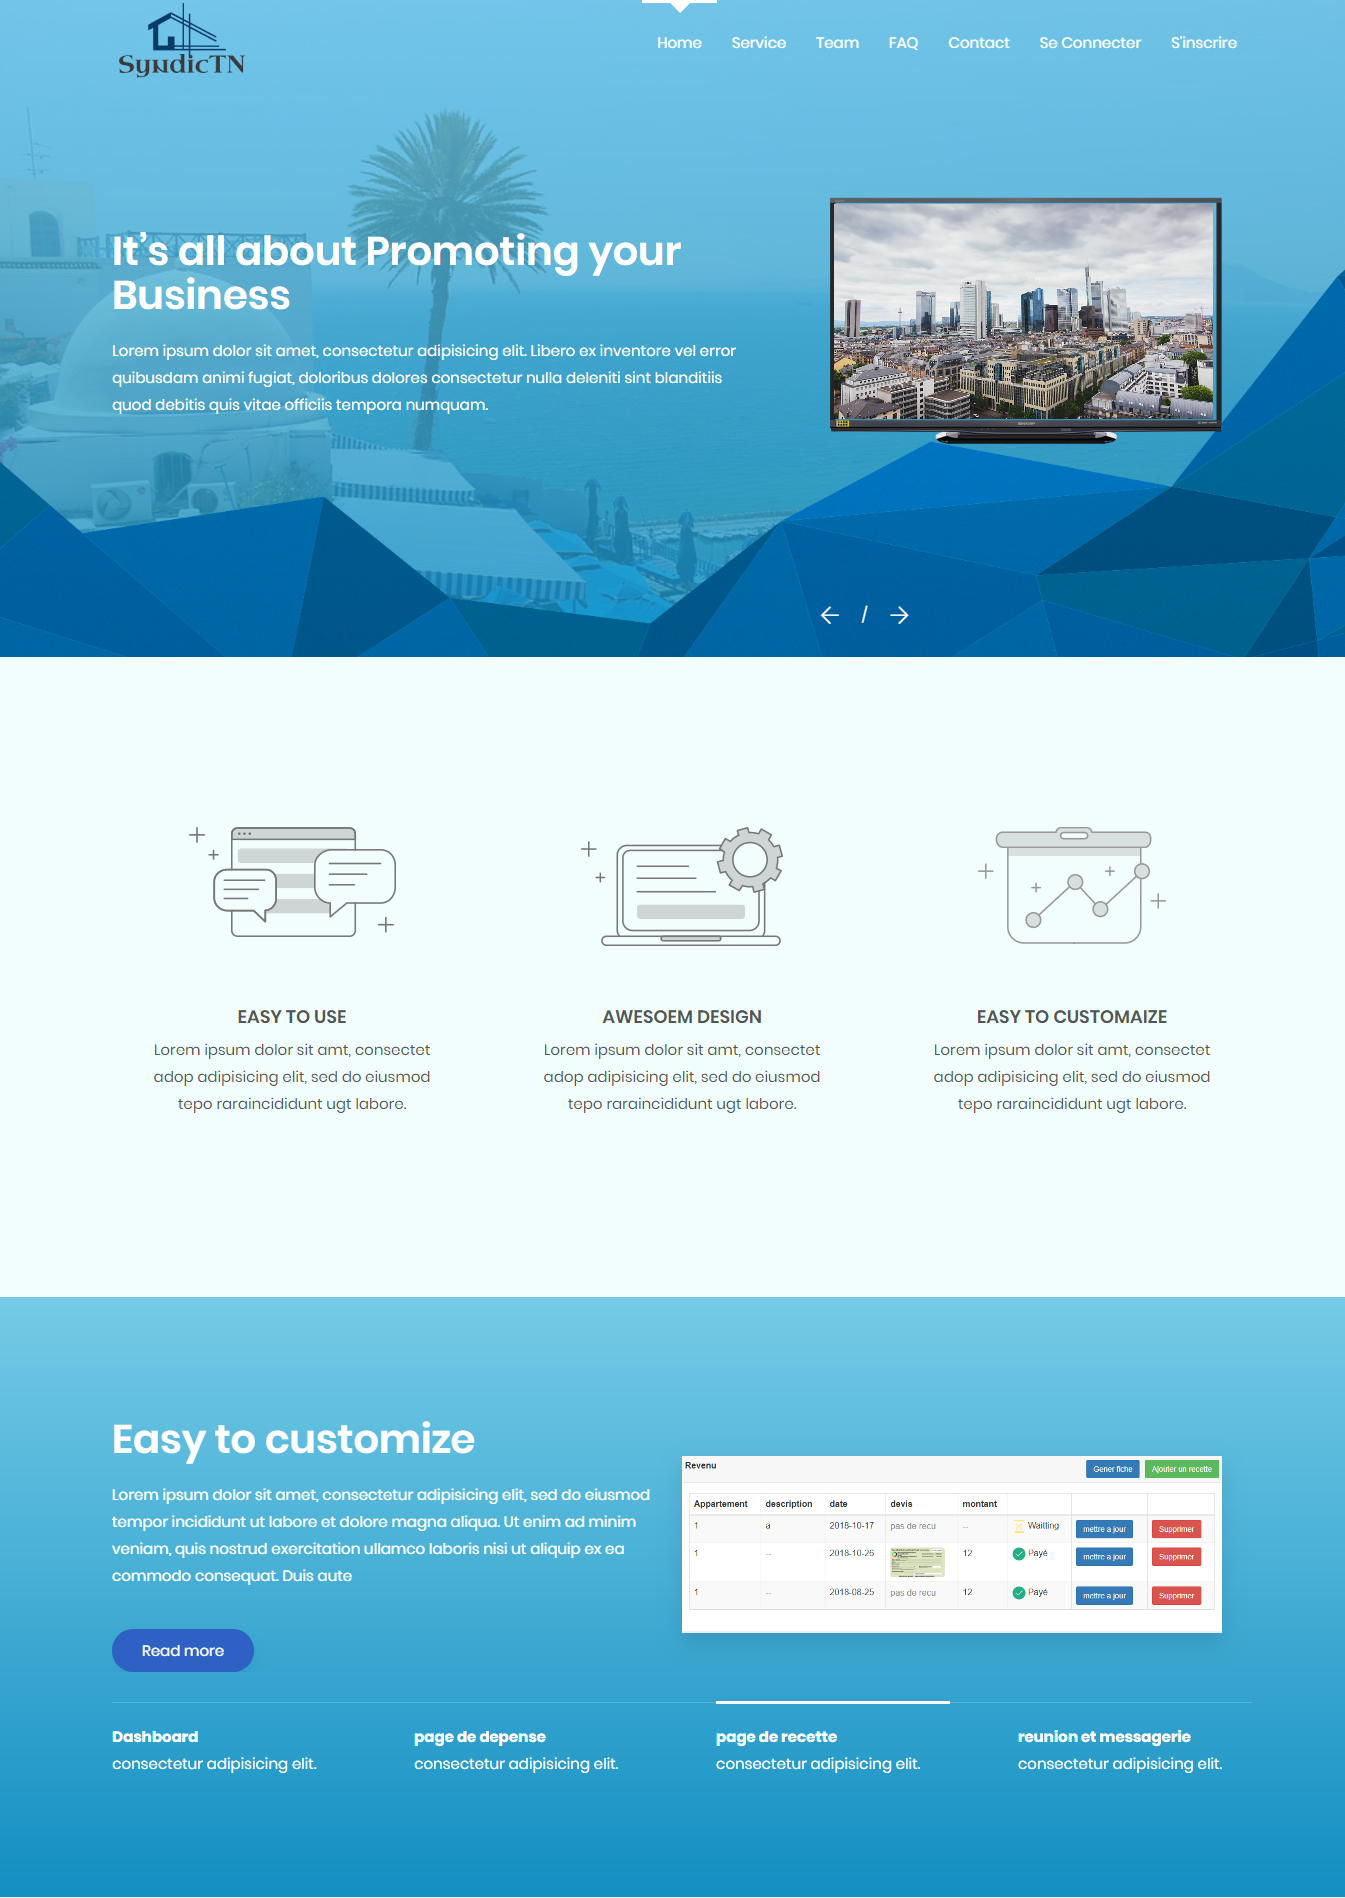 SyndicTN
Home Service Team FAQ Contact Se Connecter S'inscrire
It's all about Promoting your
Business
Lorem ipsum dolor sit amet, consectetur adipisicing elit. Libero ex inventore vel error
quibusdam animi fugiat, doloribus dolores consectetur nulla deleniti sint blanditiis
quod debitis quis vitae officiis tempora numquam.
/
EASY TO USE
Lorem ipsum dolor sit amt, consectet
adop adipisicing elit, sed do eiusmod
tepo raraincididunt ugt labore.
AWESOEM DESIGN
Lorem ipsum dolor sit amt, consectet
adop adipisicing elit, sed do eiusmod
tepo raraincididunt ugt labore.
EASY TO CUSTOMAIZE
Lorem ipsum dolor sit amt, consectet
adop adipisicing elit, sed do eiusmod
tepo raraincididunt ugt labore.
Easy to customize
Lorem ipsum dolor sit amet, consectetur adipisicing elit, sed do eiusmod
tempor incididunt ut labore et dolore magna aliqua. Ut enim ad minim
veniam, quis nostrud exercitation ullamco laboris nisi ut aliquip ex ea
commodo consequat. Duis aute
Read more
Revenu Gener fiche Ajouter un recette
Appartement description date devis montant
1 a 2018-10-17 pas de recu -- Waitting mettre a jour Supprimer
1 -- 2018-10-26 12 Payé mettre a jour Supprimer
1 -- 2018-08-25 pas de recu 12 Payé mettre a jour Supprimer
Dashboard
consectetur adipisicing elit.
page de depense
consectetur adipisicing elit.
page de recette
consectetur adipisicing elit.
reunion et messagerie
consectetur adipisicing elit.